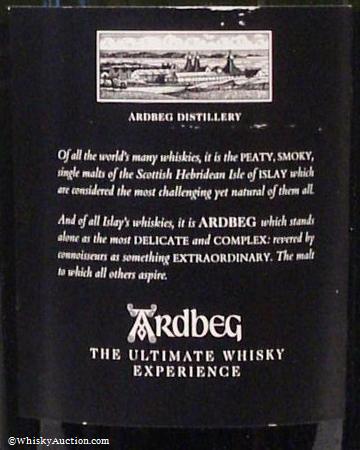 ARDBEG DISTILLERY
Of all the world's many whiskies, it is the PEATY, SMOKY,
single malts of the Scottish Hebridean Isle of ISLAY which
are considered the most challenging yet natural of them all.
And of all Islay's whiskies, it is ARDBEG which stands
alone as the most DELICATE and COMPLEX: revered by
connoisseurs as something EXTRAORDINARY. The malt
to which all others aspire.
ARdbeg
THE ULTIMATE WHISKY
EXPERIENCE
©WhiskyAuction.com